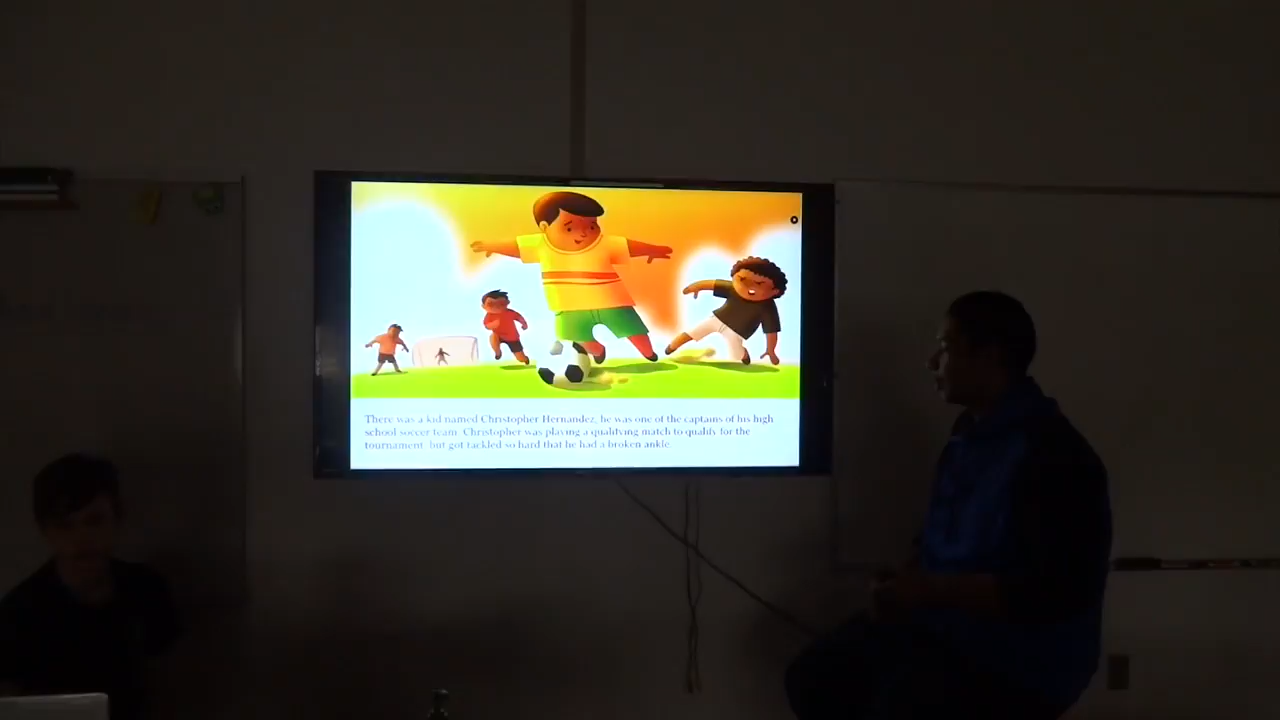 There was a kid named Christopher Hernandez, he was one of the captains of his high
school soccer team. Christopher was playing a qualifying match to qualify for the
tournament, but got tackled so hard that he had a broken ankle.